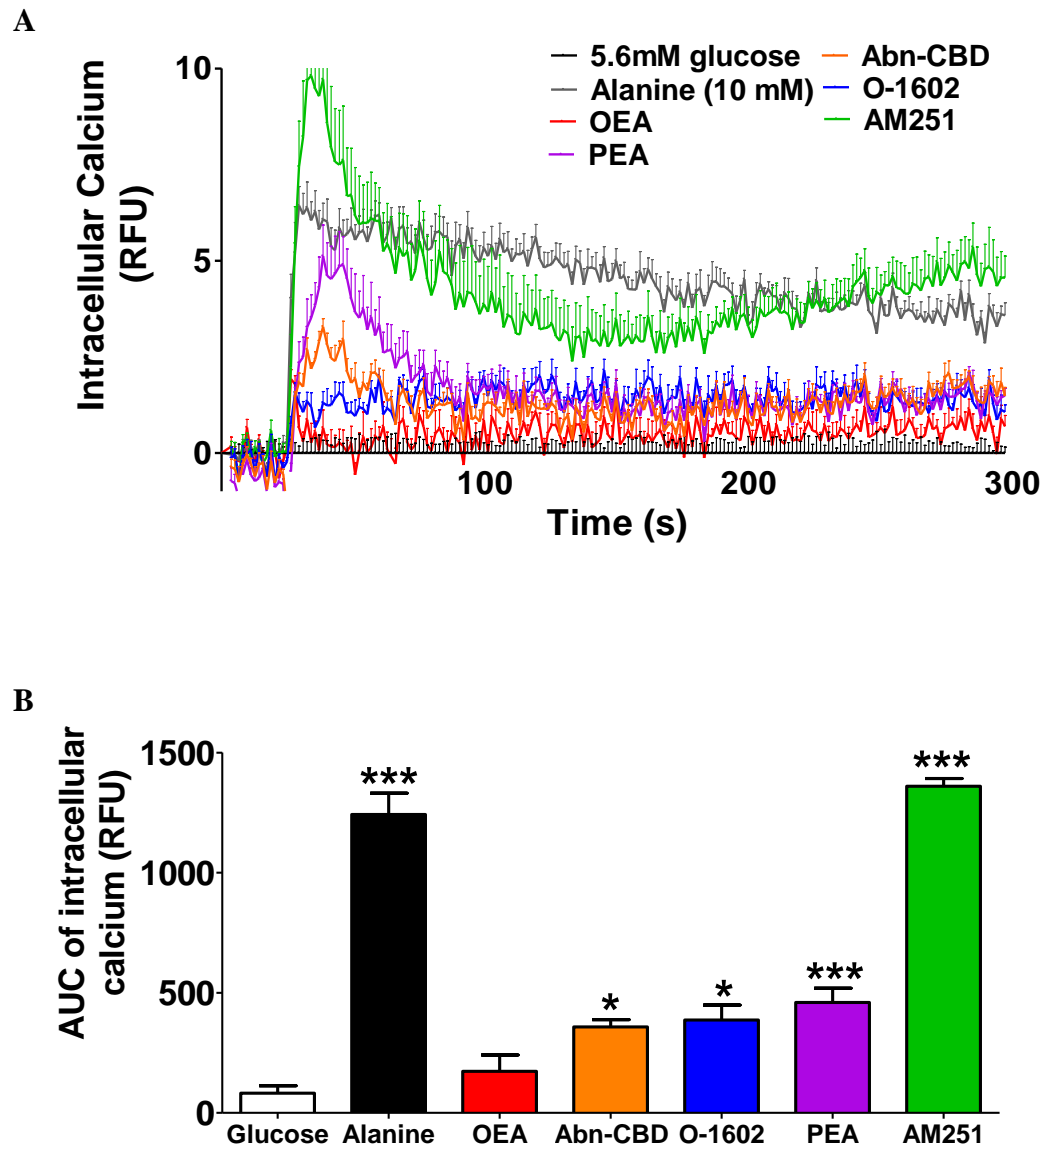 A
Intracellular Calcium
(RFU)
10
5
0
5.6mM glucose
Alanine (10 mM)
OEA
PEA
Abn-CBD
O-1602
AM251
100
200
300
Time (s)
B
AUC of intracellular
calcium (RFU)
1500
1000
500
0
***
*
*
***
***
Glucose Alanine OEA Abn-CBD O-1602 PEA AM251